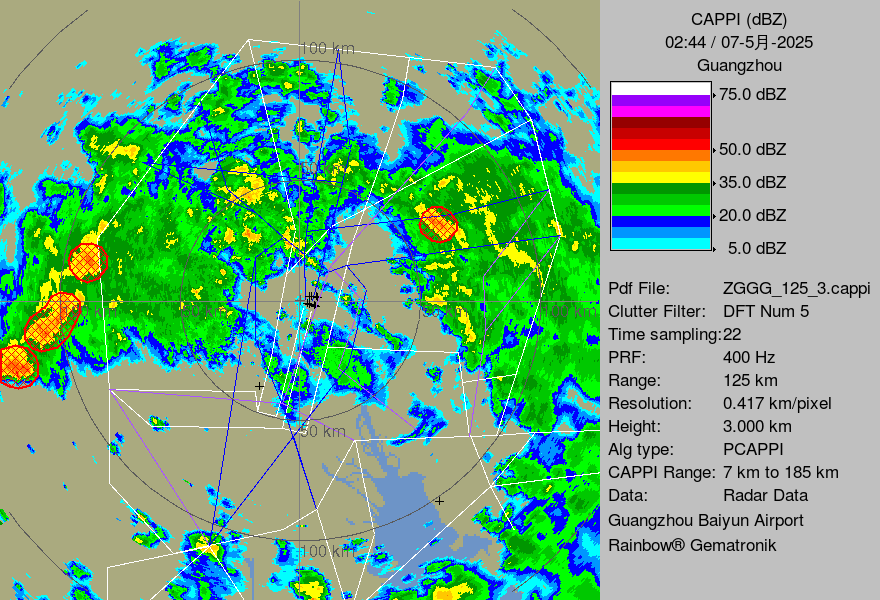 CAPPI (dBZ)
02:44 / 07-5月-2025
Guangzhou
75.0 dBZ
50.0 dBZ
35.0 dBZ
20.0 dBZ
5.0 dBZ
Pdf File: ZGGG_125_3.cappi
Clutter Filter: DFT Num 5
Time sampling:22
PRF: 400 Hz
Range: 125 km
Resolution: 0.417 km/pixel
Height: 3.000 km
Alg type: PCAPPI
CAPPI Range: 7 km to 185 km
Data: Radar Data
Guangzhou Baiyun Airport
Rainbow® Gematronik
100 km
50 km
100 km